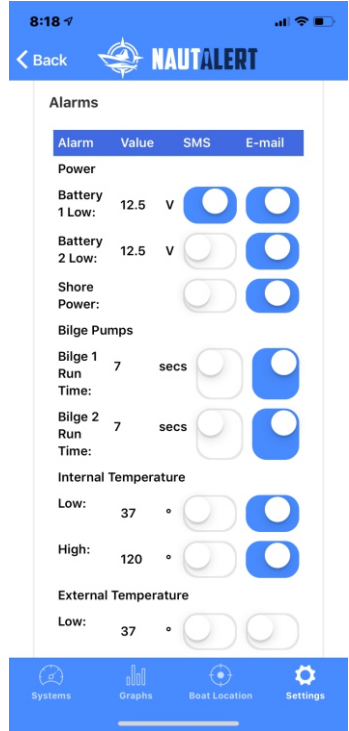 8:18
Back
NAUTALERT
Alarms
Alarm Value SMS E-mail
Power
Battery
1 Low: 12.5 V
Battery
2 Low: 12.5 V
Shore
Power:
Bilge Pumps
Bilge 1
Run 7 secs
Time:
Bilge 2
Run 7 secs
Time:
Internal Temperature
Low: 37 °
High: 120 °
External Temperature
Low: 37 °
Systems Graphs Boat Location Settings